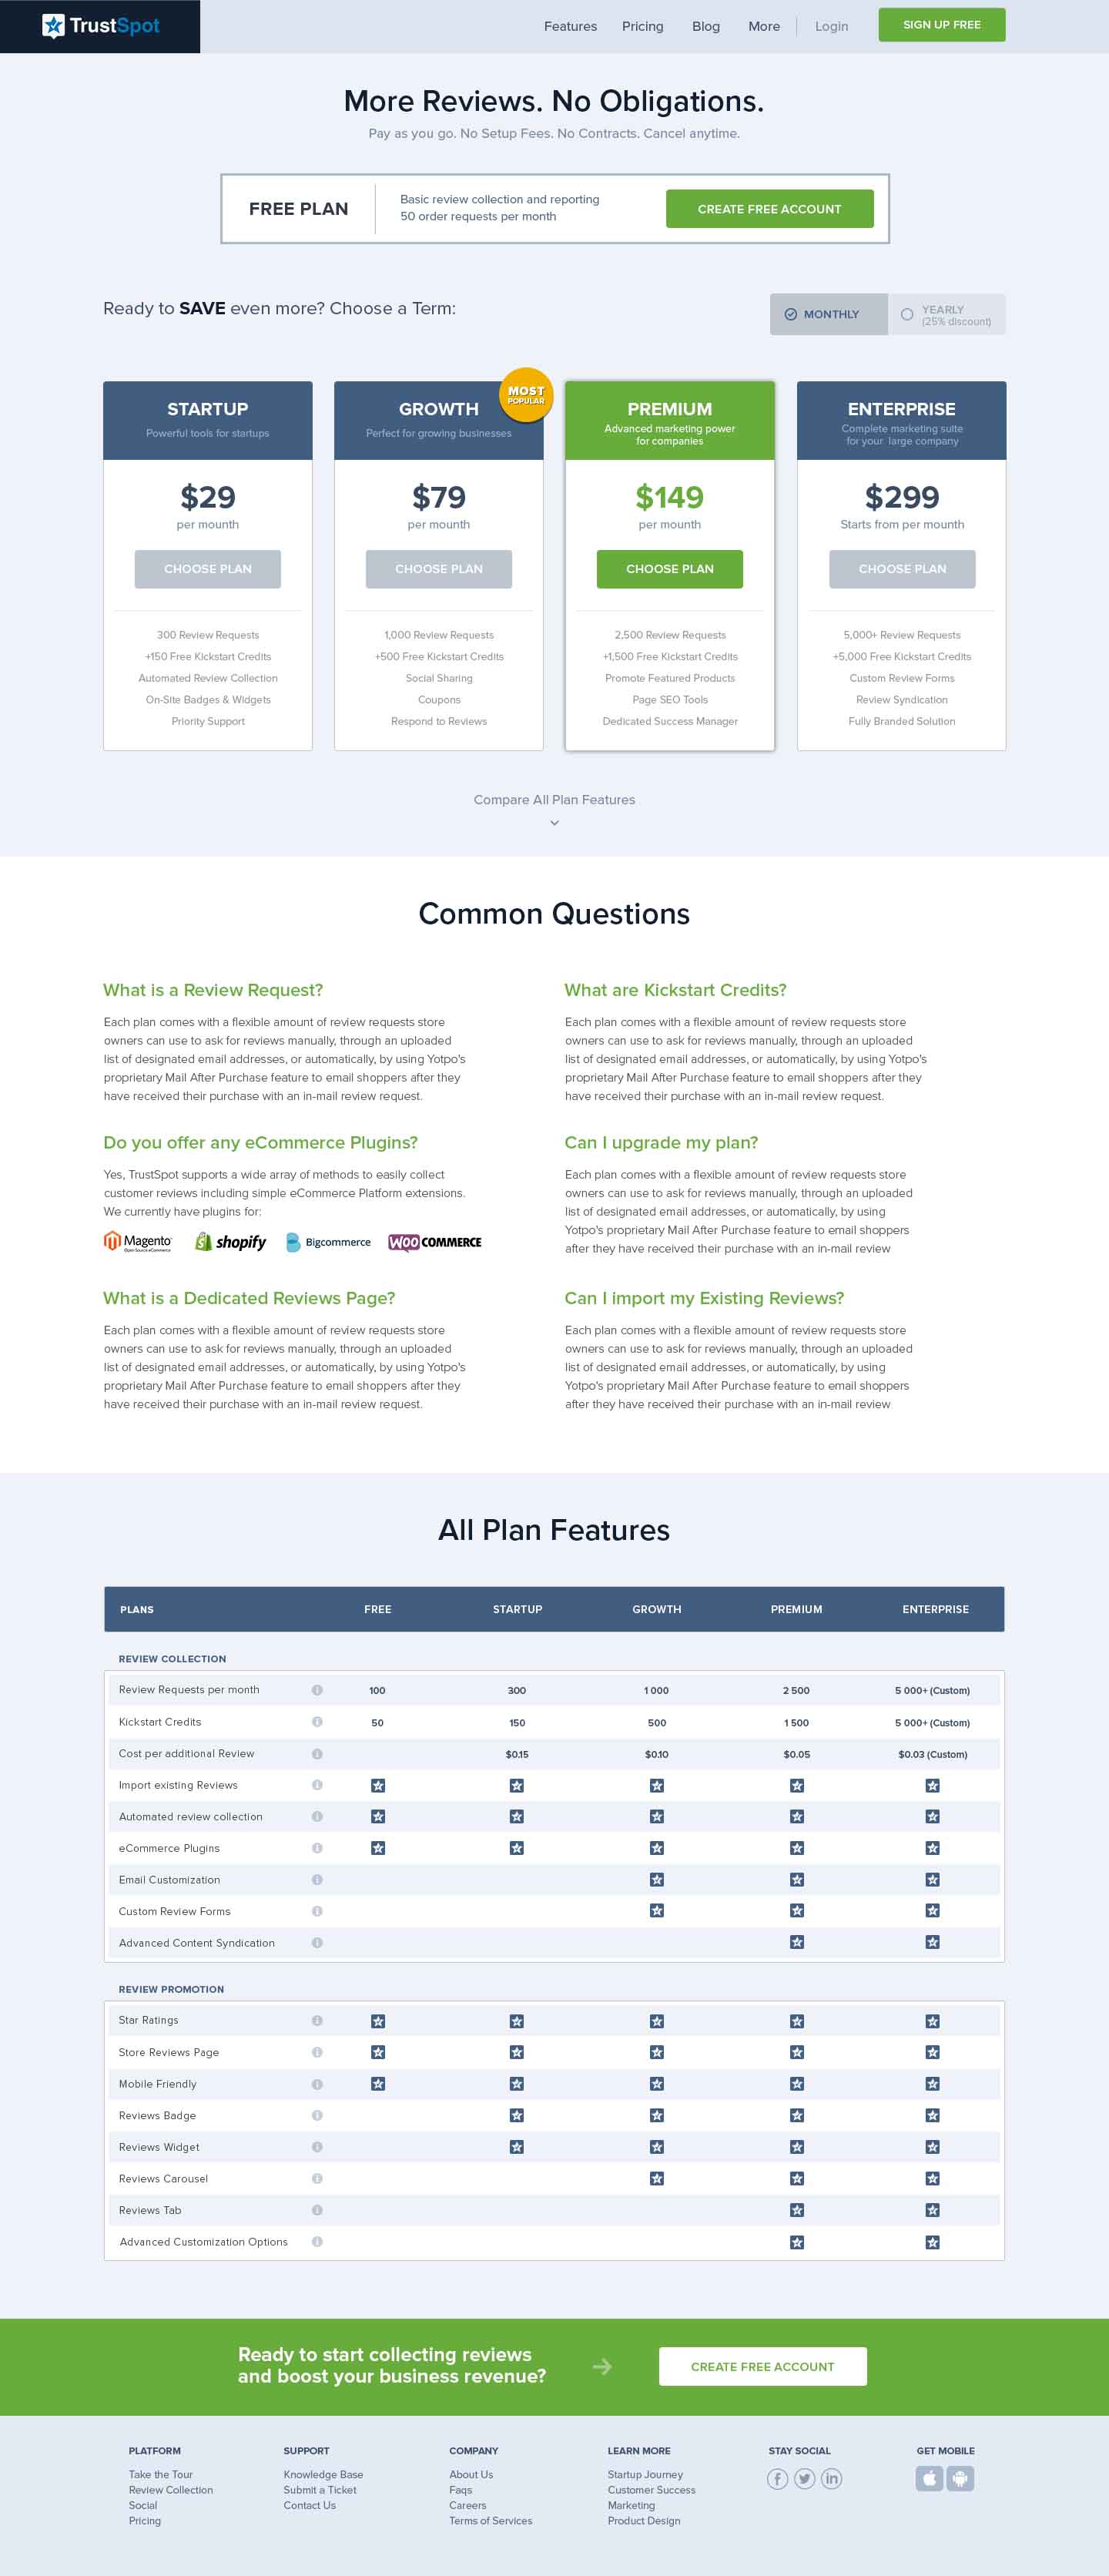 TrustSpot
Features Pricing Blog More Login SIGN UP FREE
More Reviews. No Obligations.
Pay as you go. No Setup Fees. No Contracts. Cancel anytime.
FREE PLAN
Basic review collection and reporting
50 order requests per month
CREATE FREE ACCOUNT
Ready to SAVE even more? Choose a Term:
MONTHLY
YEARLY
(25% discount)
STARTUP
Powerful tools for startups
$29
per mounth
CHOOSE PLAN
300 Review Requests
+150 Free Kickstart Credits
Automated Review Collection
On-Site Badges & Widgets
Priority Support
MOST
POPULAR
GROWTH
Perfect for growing businesses
$79
per mounth
CHOOSE PLAN
1,000 Review Requests
+500 Free Kickstart Credits
Social Sharing
Coupons
Respond to Reviews
PREMIUM
Advanced marketing power
for companies
$149
per mounth
CHOOSE PLAN
2,500 Review Requests
+1,500 Free Kickstart Credits
Promote Featured Products
Page SEO Tools
Dedicated Success Manager
ENTERPRISE
Complete marketing suite
for your large company
$299
Starts from per mounth
CHOOSE PLAN
5,000+ Review Requests
+5,000 Free Kickstart Credits
Custom Review Forms
Review Syndication
Fully Branded Solution
Compare All Plan Features
Common Questions
What is a Review Request?
Each plan comes with a flexible amount of review requests store
owners can use to ask for reviews manually, through an uploaded
list of designated email addresses, or automatically, by using Yotpo's
proprietary Mail After Purchase feature to email shoppers after they
have received their purchase with an in-mail review request.
What are Kickstart Credits?
Each plan comes with a flexible amount of review requests store
owners can use to ask for reviews manually, through an uploaded
list of designated email addresses, or automatically, by using Yotpo's
proprietary Mail After Purchase feature to email shoppers after they
have received their purchase with an in-mail review request.
Do you offer any eCommerce Plugins?
Yes, TrustSpot supports a wide array of methods to easily collect
customer reviews including simple eCommerce Platform extensions.
We currently have plugins for:
Magento
Open Source eCommerce
shopify
Bigcommerce
WOO COMMERCE
Can I upgrade my plan?
Each plan comes with a flexible amount of review requests store
owners can use to ask for reviews manually, through an uploaded
list of designated email addresses, or automatically, by using
Yotpo's proprietary Mail After Purchase feature to email shoppers
after they have received their purchase with an in-mail review
What is a Dedicated Reviews Page?
Each plan comes with a flexible amount of review requests store
owners can use to ask for reviews manually, through an uploaded
list of designated email addresses, or automatically, by using Yotpo's
proprietary Mail After Purchase feature to email shoppers after they
have received their purchase with an in-mail review request.
Can I import my Existing Reviews?
Each plan comes with a flexible amount of review requests store
owners can use to ask for reviews manually, through an uploaded
list of designated email addresses, or automatically, by using
Yotpo's proprietary Mail After Purchase feature to email shoppers
after they have received their purchase with an in-mail review
All Plan Features
PLANS FREE STARTUP GROWTH PREMIUM ENTERPRISE
REVIEW COLLECTION
Review Requests per month 100 300 1 000 2 500 5 000+ (Custom)
Kickstart Credits 50 150 500 1 500 5 000+ (Custom)
Cost per additional Review $0.15 $0.10 $0.05 $0.03 (Custom)
Import existing Reviews
Automated review collection
eCommerce Plugins
Email Customization
Custom Review Forms
Advanced Content Syndication
REVIEW PROMOTION
Star Ratings
Store Reviews Page
Mobile Friendly
Reviews Badge
Reviews Widget
Reviews Carousel
Reviews Tab
Advanced Customization Options
Ready to start collecting reviews
and boost your business revenue?
CREATE FREE ACCOUNT
PLATFORM
Take the Tour
Review Collection
Social
Pricing
SUPPORT
Knowledge Base
Submit a Ticket
Contact Us
COMPANY
About Us
Faqs
Careers
Terms of Services
LEARN MORE
Startup Journey
Customer Success
Marketing
Product Design
STAY SOCIAL
GET MOBILE